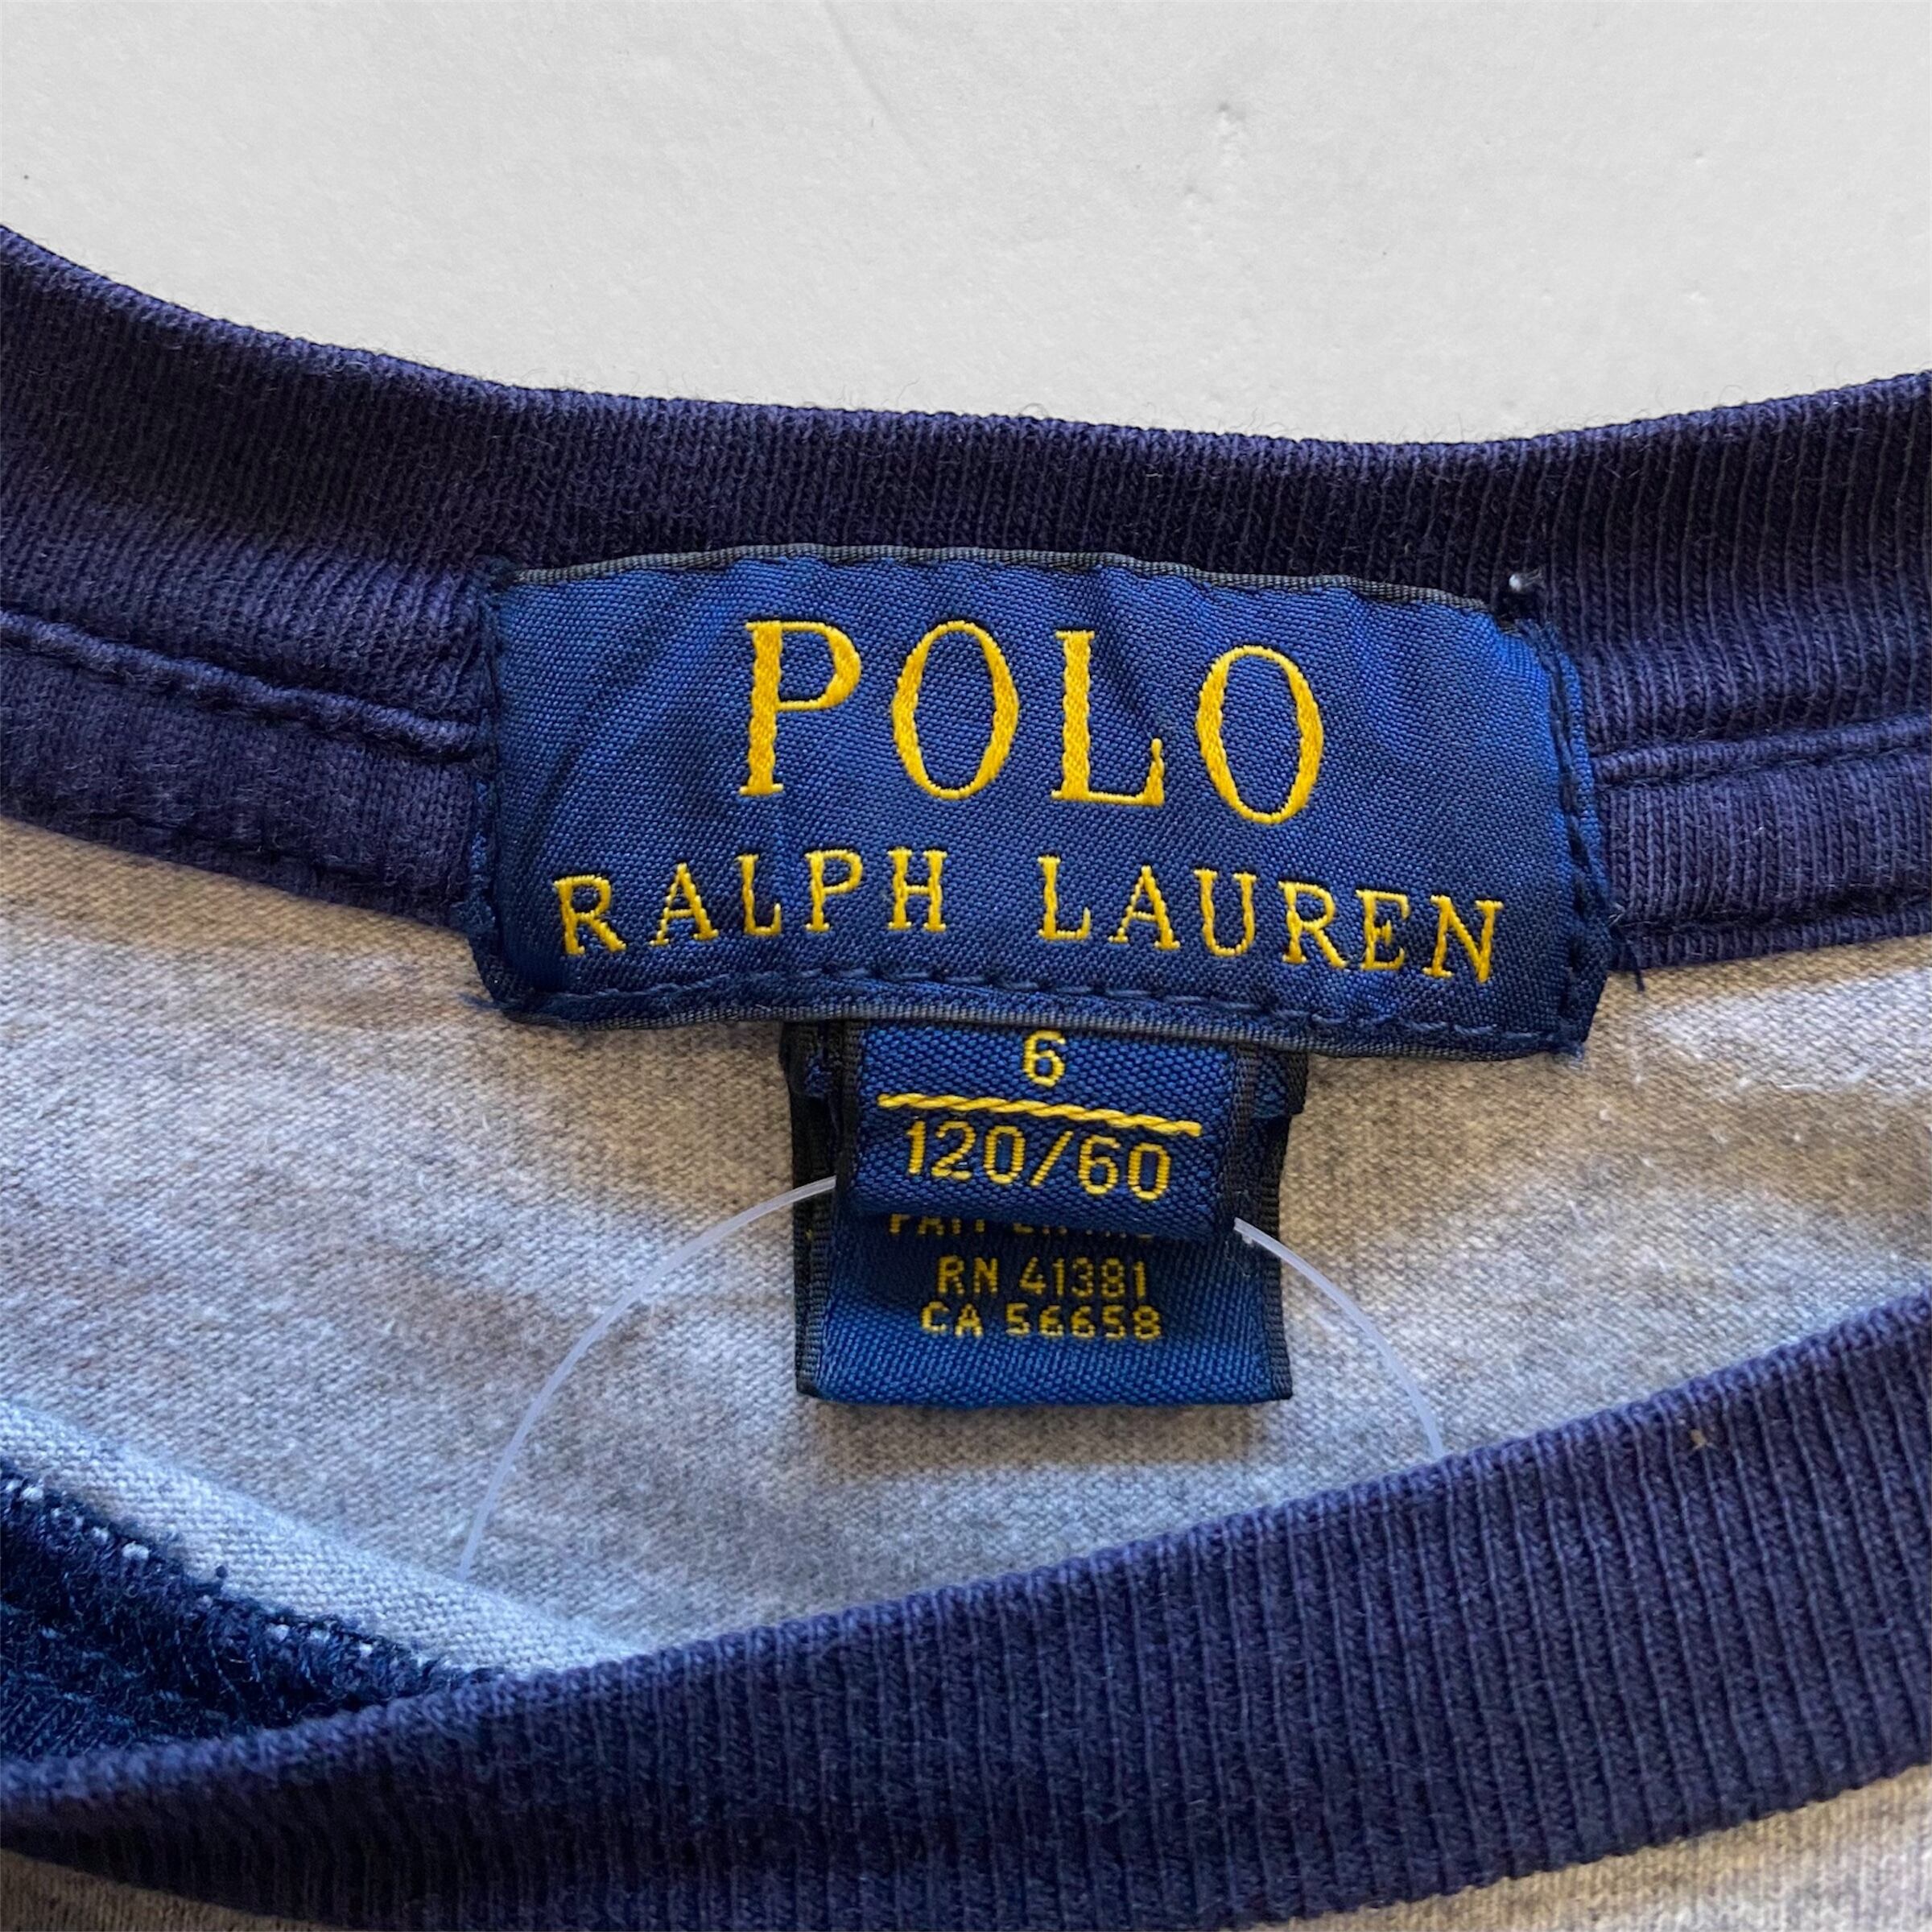 POLO
RALPH LAUREN
6
120/60
RN 41381
CA 56658